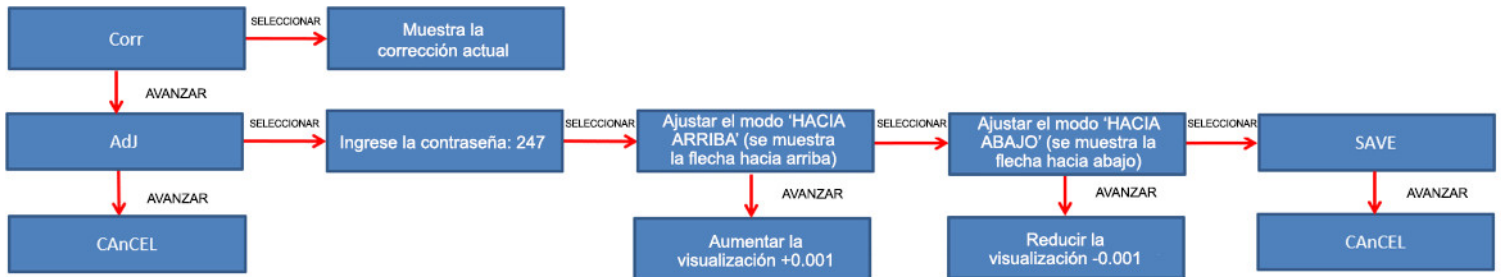 Corr
SELECCIONAR
Muestra la
corrección actual
AVANZAR
AdJ
SELECCIONAR
Ingrese la contraseña: 247
SELECCIONAR
Ajustar el modo ‘HACIA
ARRIBA’ (se muestra
la flecha hacia arriba)
SELECCIONAR
Ajustar el modo ‘HACIA
ABAJO’ (se muestra la
flecha hacia abajo)
SELECCIONAR
SAVE
AVANZAR
AVANZAR
AVANZAR
AVANZAR
CAnCEL
Aumentar la
visualización +0.001
Reducir la
visualización -0.001
CAnCEL